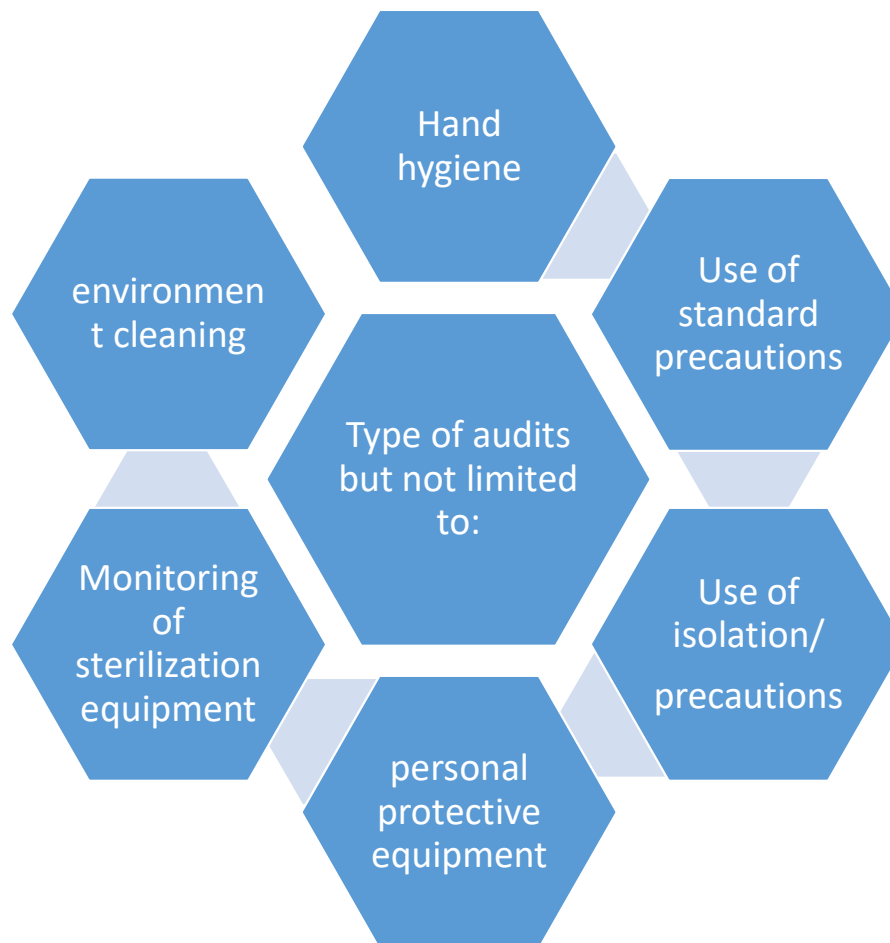 Hand
hygiene
Use of
standard
precautions
Use of
isolation/
precautions
personal
protective
equipment
Monitoring
of
sterilization
equipment
environmen
t cleaning
Type of audits
but not limited
to: